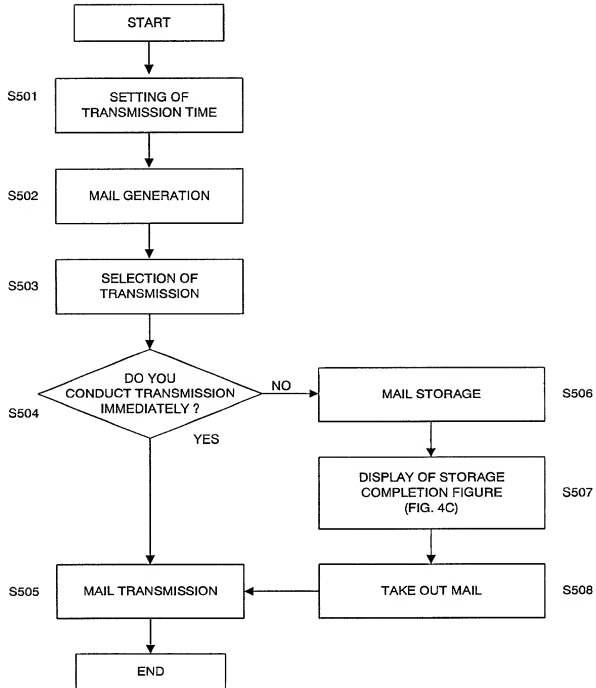 START
S501
SETTING OF
TRANSMISSION TIME
S502
MAIL GENERATION
S503
SELECTION OF
TRANSMISSION
S504
DO YOU
CONDUCT TRANSMISSION
IMMEDIATELY ?
NO
YES
MAIL STORAGE
S506
DISPLAY OF STORAGE
COMPLETION FIGURE
(FIG. 4C)
S507
S505
MAIL TRANSMISSION
TAKE OUT MAIL
S508
END